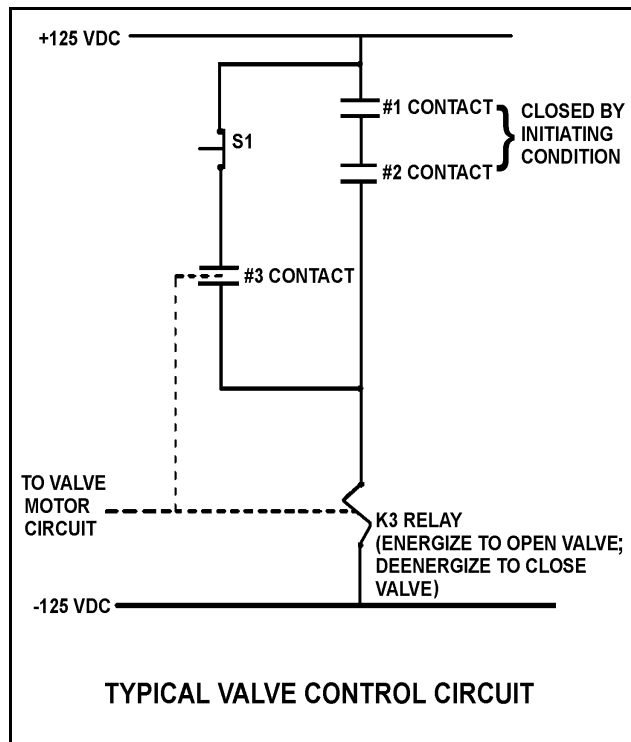 +125 VDC
#1 CONTACT
CLOSED BY
INITIATING
CONDITION
S1
#2 CONTACT
#3 CONTACT
TO VALVE
MOTOR
CIRCUIT
K3 RELAY
(ENERGIZE TO OPEN VALVE;
DEENERGIZE TO CLOSE
VALVE)
-125 VDC
TYPICAL VALVE CONTROL CIRCUIT